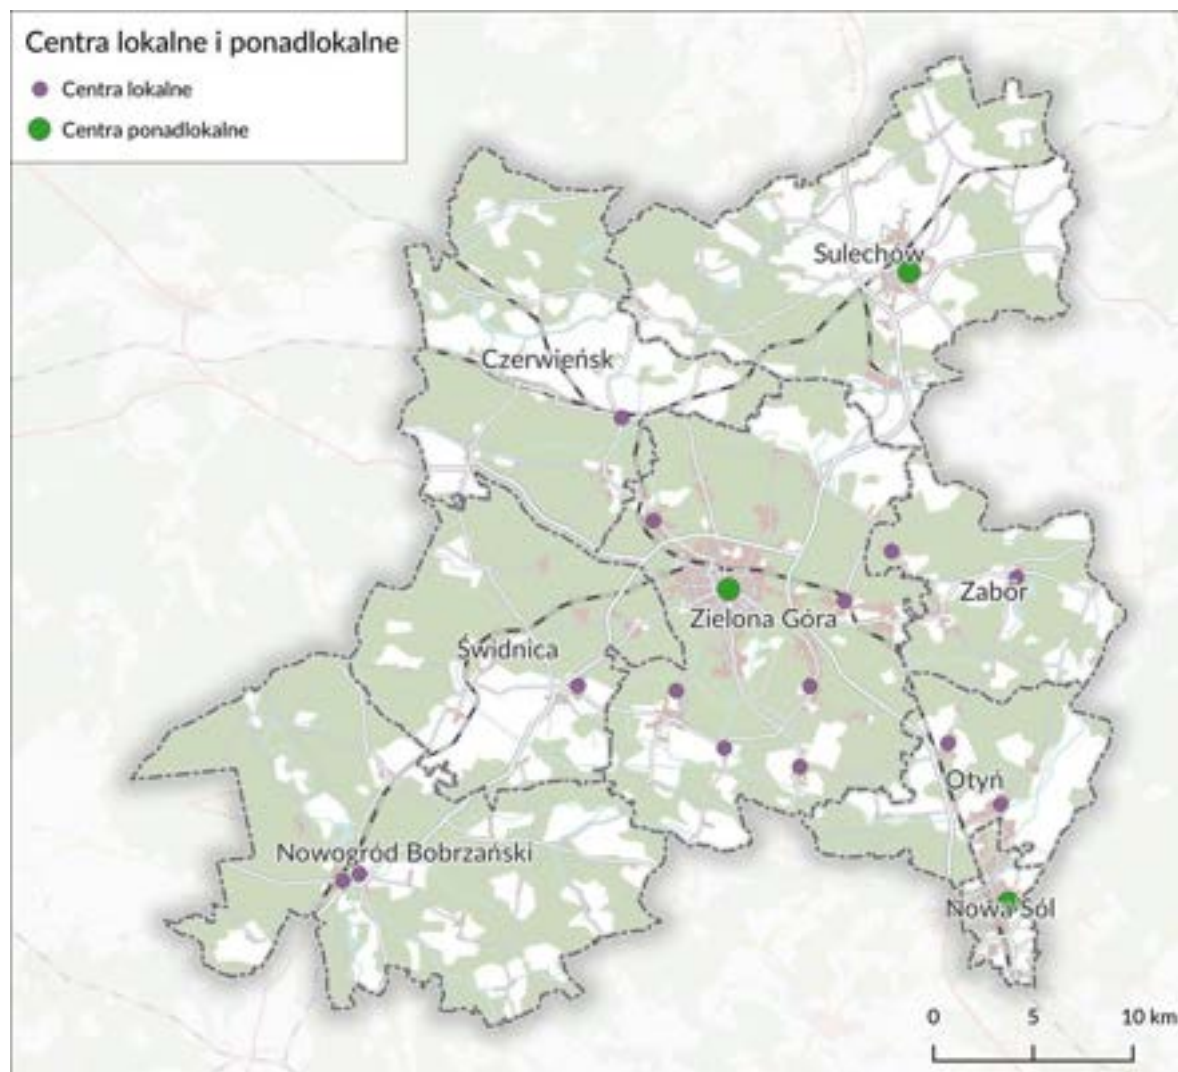 Centra lokalne i ponadlokalne
Centra lokalne
Centra ponadlokalne
Sulechów
Czerwieńsk
Zabór
Zielona Góra
Świdnica
Otyń
Nowogród Bobrzański
Nowa Sól
0 5 10 km